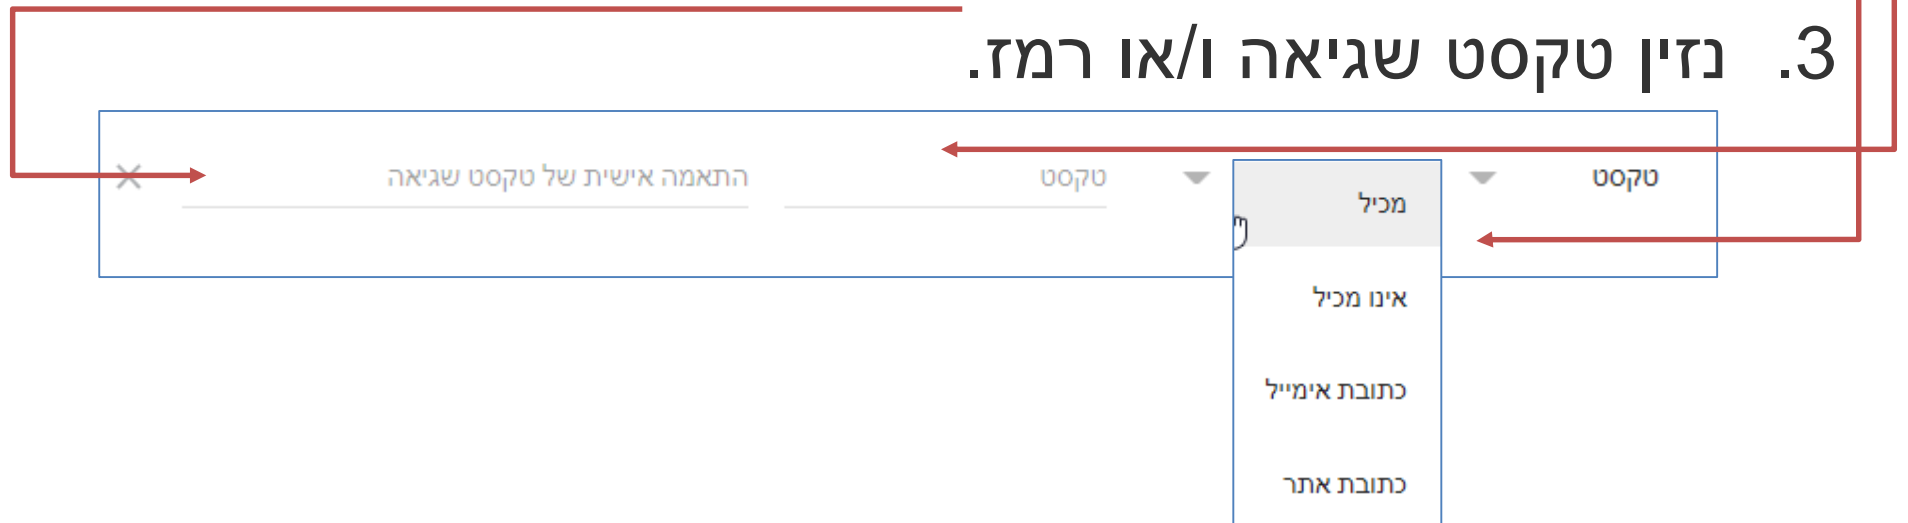 3. נזין טקסט שגיאה ו/או רמז.
טקסט
טקסט
התאמה אישית של טקסט שגיאה
מכיל
אינו מכיל
כתובת אימייל
כתובת אתר